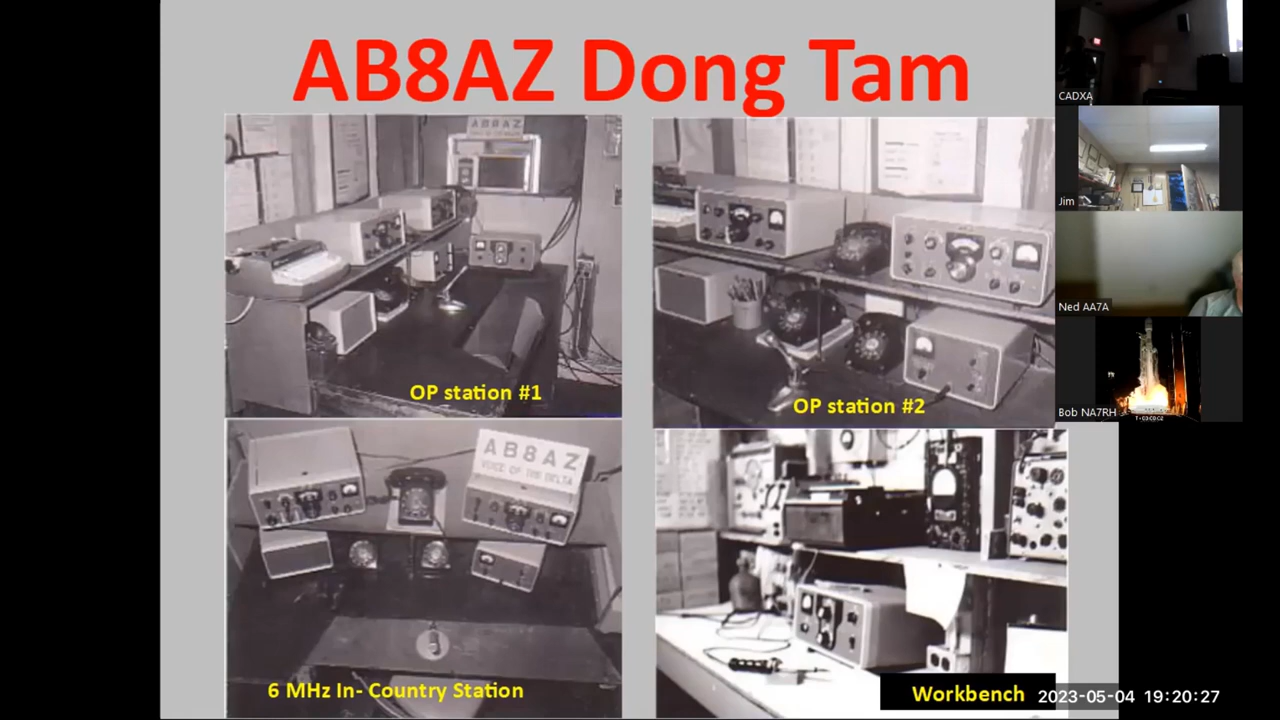 AB8AZ Dong Tam
CADXA
Jim
Ned AA7A
Bob NA7RH
AB8AZ
OP station #1
OP station #2
AB8AZ
VOICE OF THE DELTA
6 MHz In- Country Station
Workbench
2023-05-04 19:20:27